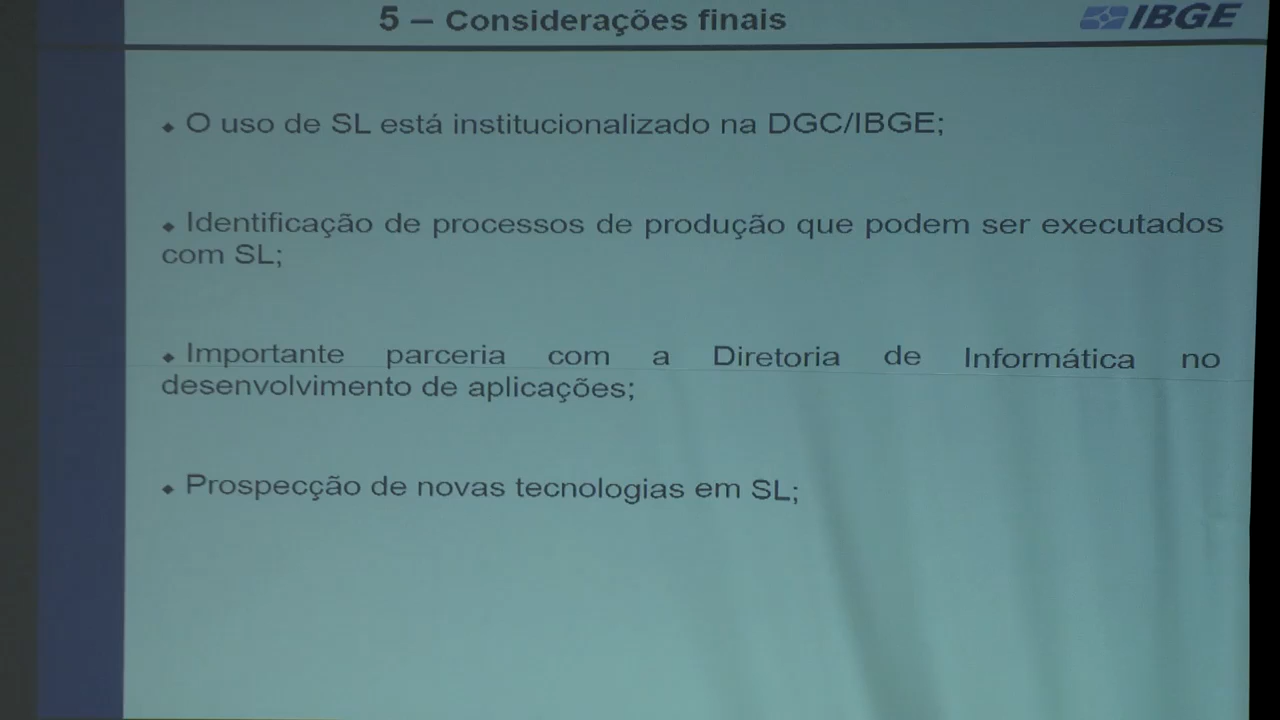 5 – Considerações finais
IBGE
◆ O uso de SL está institucionalizado na DGC/IBGE;
◆ Identificação de processos de produção que podem ser executados
com SL;
◆ Importante parceria com a Diretoria de Informática no
desenvolvimento de aplicações;
◆ Prospecção de novas tecnologias em SL;